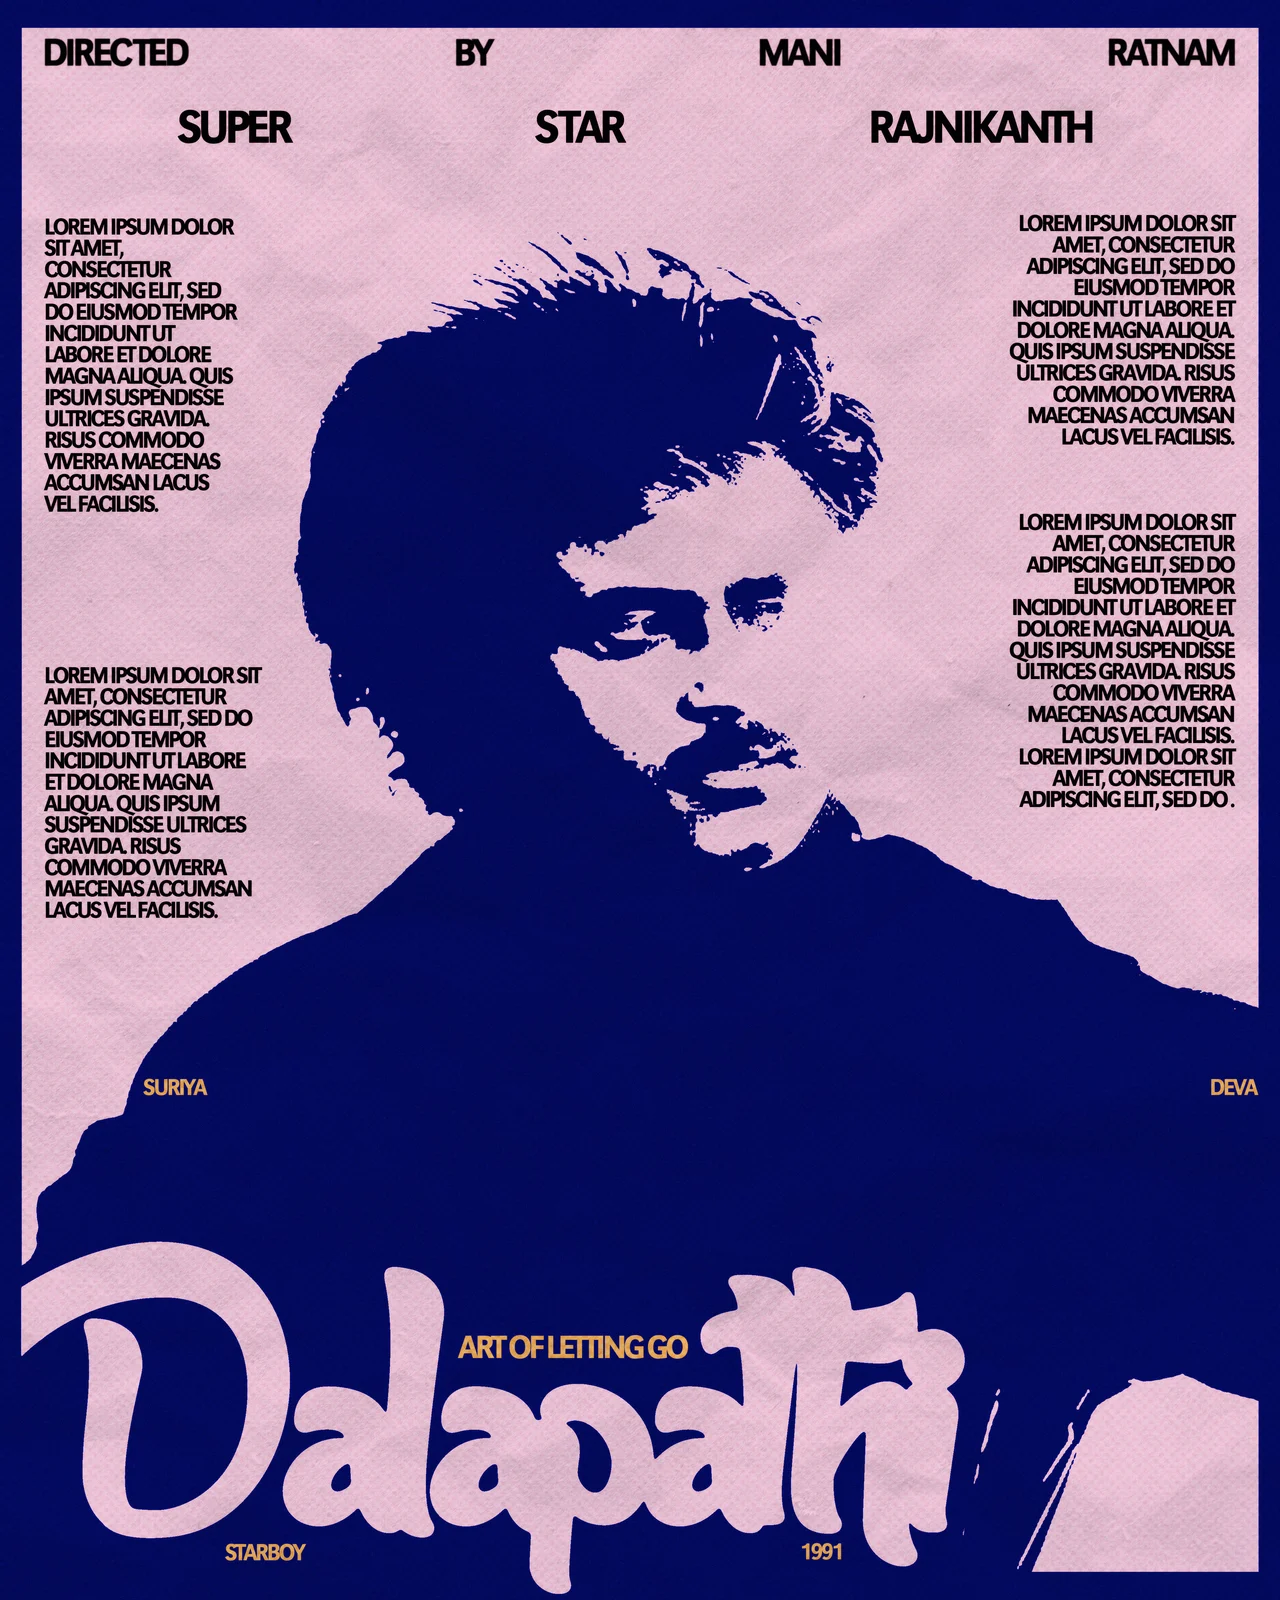 DIRECTED BY MANI RATNAM
SUPER STAR RAJNIKANTH
LOREM IPSUM DOLOR
SIT AMET,
CONSECTETUR
ADIPISCING ELIT, SED
DO EIUSMOD TEMPOR
INCIDIDUNT UT
LABORE ET DOLORE
MAGNA ALIQUA. QUIS
IPSUM SUSPENDISSE
ULTRICES GRAVIDA.
RISUS COMMODO
VIVERRA MAECENAS
ACCUMSAN LACUS
VEL FACILISIS.
LOREM IPSUM DOLOR SIT
AMET, CONSECTETUR
ADIPISCING ELIT, SED DO
EIUSMOD TEMPOR
INCIDIDUNT UT LABORE
ET DOLORE MAGNA
ALIQUA. QUIS IPSUM
SUSPENDISSE ULTRICES
GRAVIDA. RISUS
COMMODO VIVERRA
MAECENAS ACCUMSAN
LACUS VEL FACILISIS.
LOREM IPSUM DOLOR SIT
AMET, CONSECTETUR
ADIPISCING ELIT, SED DO
EIUSMOD TEMPOR
INCIDIDUNT UT LABORE ET
DOLORE MAGNA ALIQUA.
QUIS IPSUM SUSPENDISSE
ULTRICES GRAVIDA. RISUS
COMMODO VIVERRA
MAECENAS ACCUMSAN
LACUS VEL FACILISIS.
LOREM IPSUM DOLOR SIT
AMET, CONSECTETUR
ADIPISCING ELIT, SED DO
EIUSMOD TEMPOR
INCIDIDUNT UT LABORE ET
DOLORE MAGNA ALIQUA.
QUIS IPSUM SUSPENDISSE
ULTRICES GRAVIDA. RISUS
COMMODO VIVERRA
MAECENAS ACCUMSAN
LACUS VEL FACILISIS.
LOREM IPSUM DOLOR SIT
AMET, CONSECTETUR
ADIPISCING ELIT, SED DO .
SURIYA DEVA
ART OF LETTING GO
Dalapathi
STARBOY 1991